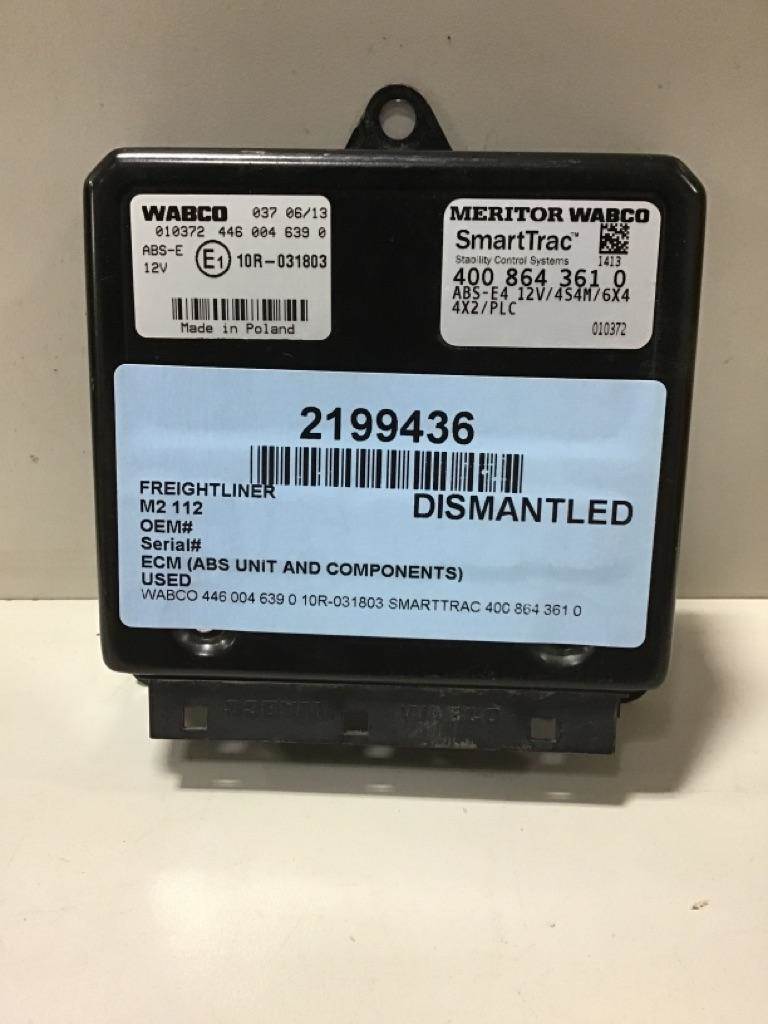 WABCO 037 06/13
010372 446 004 639 0
ABS-E
12V
E1 10R-031803
Made in Poland
MERITOR WABCO
SmartTrac™
Stability Control Systems 1413
400 864 361 0
ABS-E4 12V/4S4M/6X4
4X2/PLC
010372
2199436
FREIGHTLINER
M2 112
DISMANTLED
OEM#
Serial#
ECM (ABS UNIT AND COMPONENTS)
USED
WABCO 446 004 639 0 10R-031803 SMARTTRAC 400 864 361 0